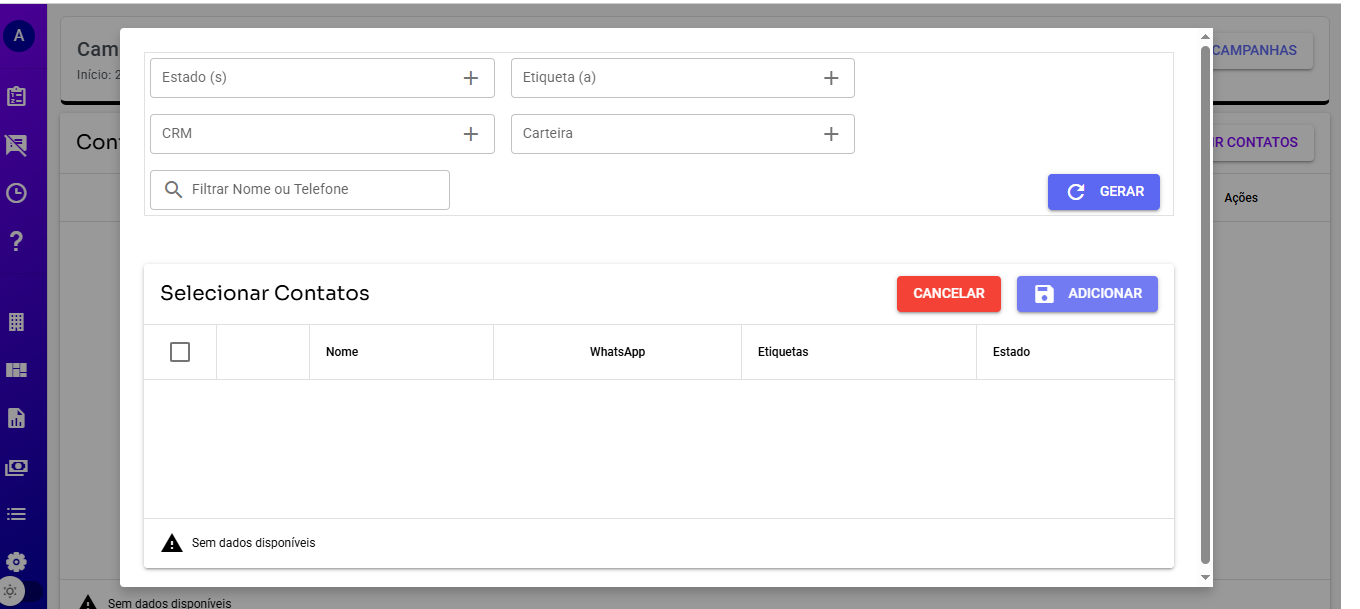 A
Cam
Início: 2
CAMPANHAS
Estado (s)
Etiqueta (a)
CRM
Carteira
Cont
R CONTATOS
Filtrar Nome ou Telefone
GERAR
Ações
Selecionar Contatos
CANCELAR
ADICIONAR
Nome
WhatsApp
Etiquetas
Estado
Sem dados disponíveis
Sem dados disponíveis